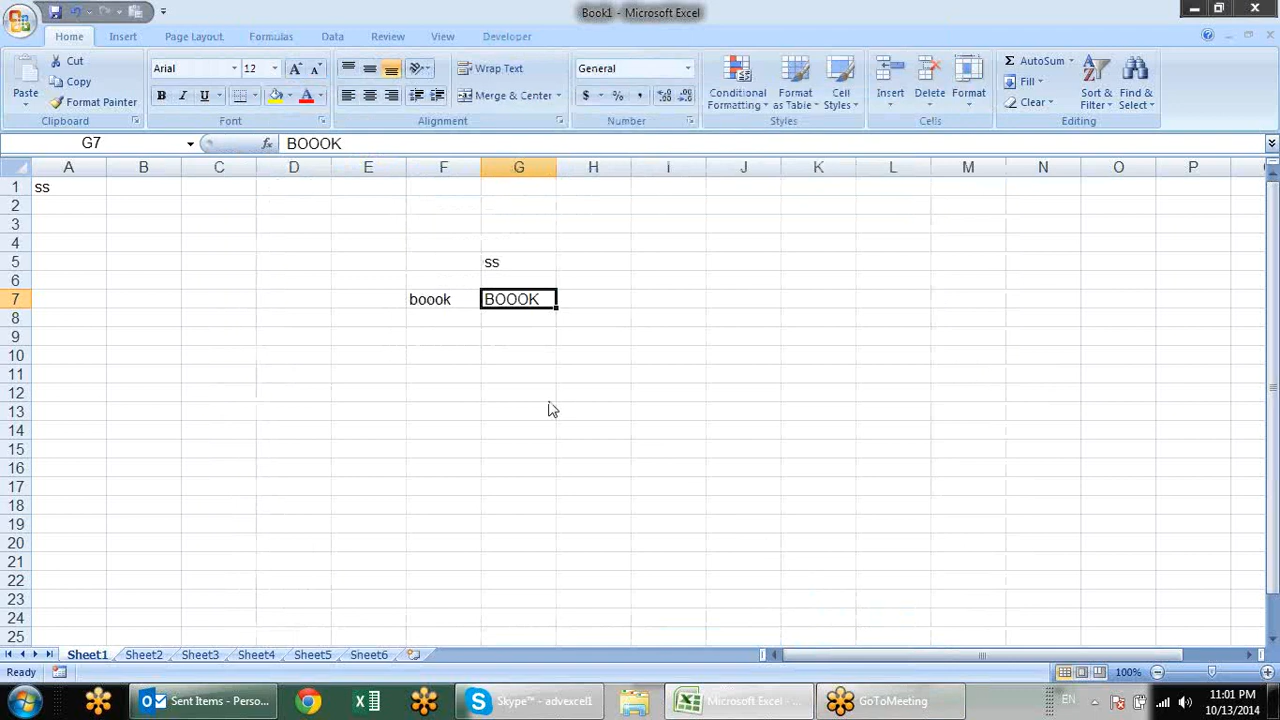 Book1 - Microsoft Excel
Home Insert Page Layout Formulas Data Review View Developer
Paste Cut Copy Format Painter Clipboard
Arial 12 B I U Font
Wrap Text Merge & Center Alignment
General $ % , Number
Conditional Formatting Format as Table Cell Styles Styles
Insert Delete Format Cells
Σ AutoSum Fill Clear Sort & Filter Find & Select Editing
G7 fx BOOOK
A B C D E F G H I J K L M N O P
1 ss
2
3
4
5 ss
6
7 boook BOOOK
8
9
10
11
12
13
14
15
16
17
18
19
20
21
22
23
24
25
Sheet1 Sheet2 Sheet3 Sheet4 Sheet5 Sheet6
Ready 100%
Sent Items - Perso... Skype™ - advexcel1 Microsoft Excel - ... GoToMeeting EN 11:01 PM
10/13/2014